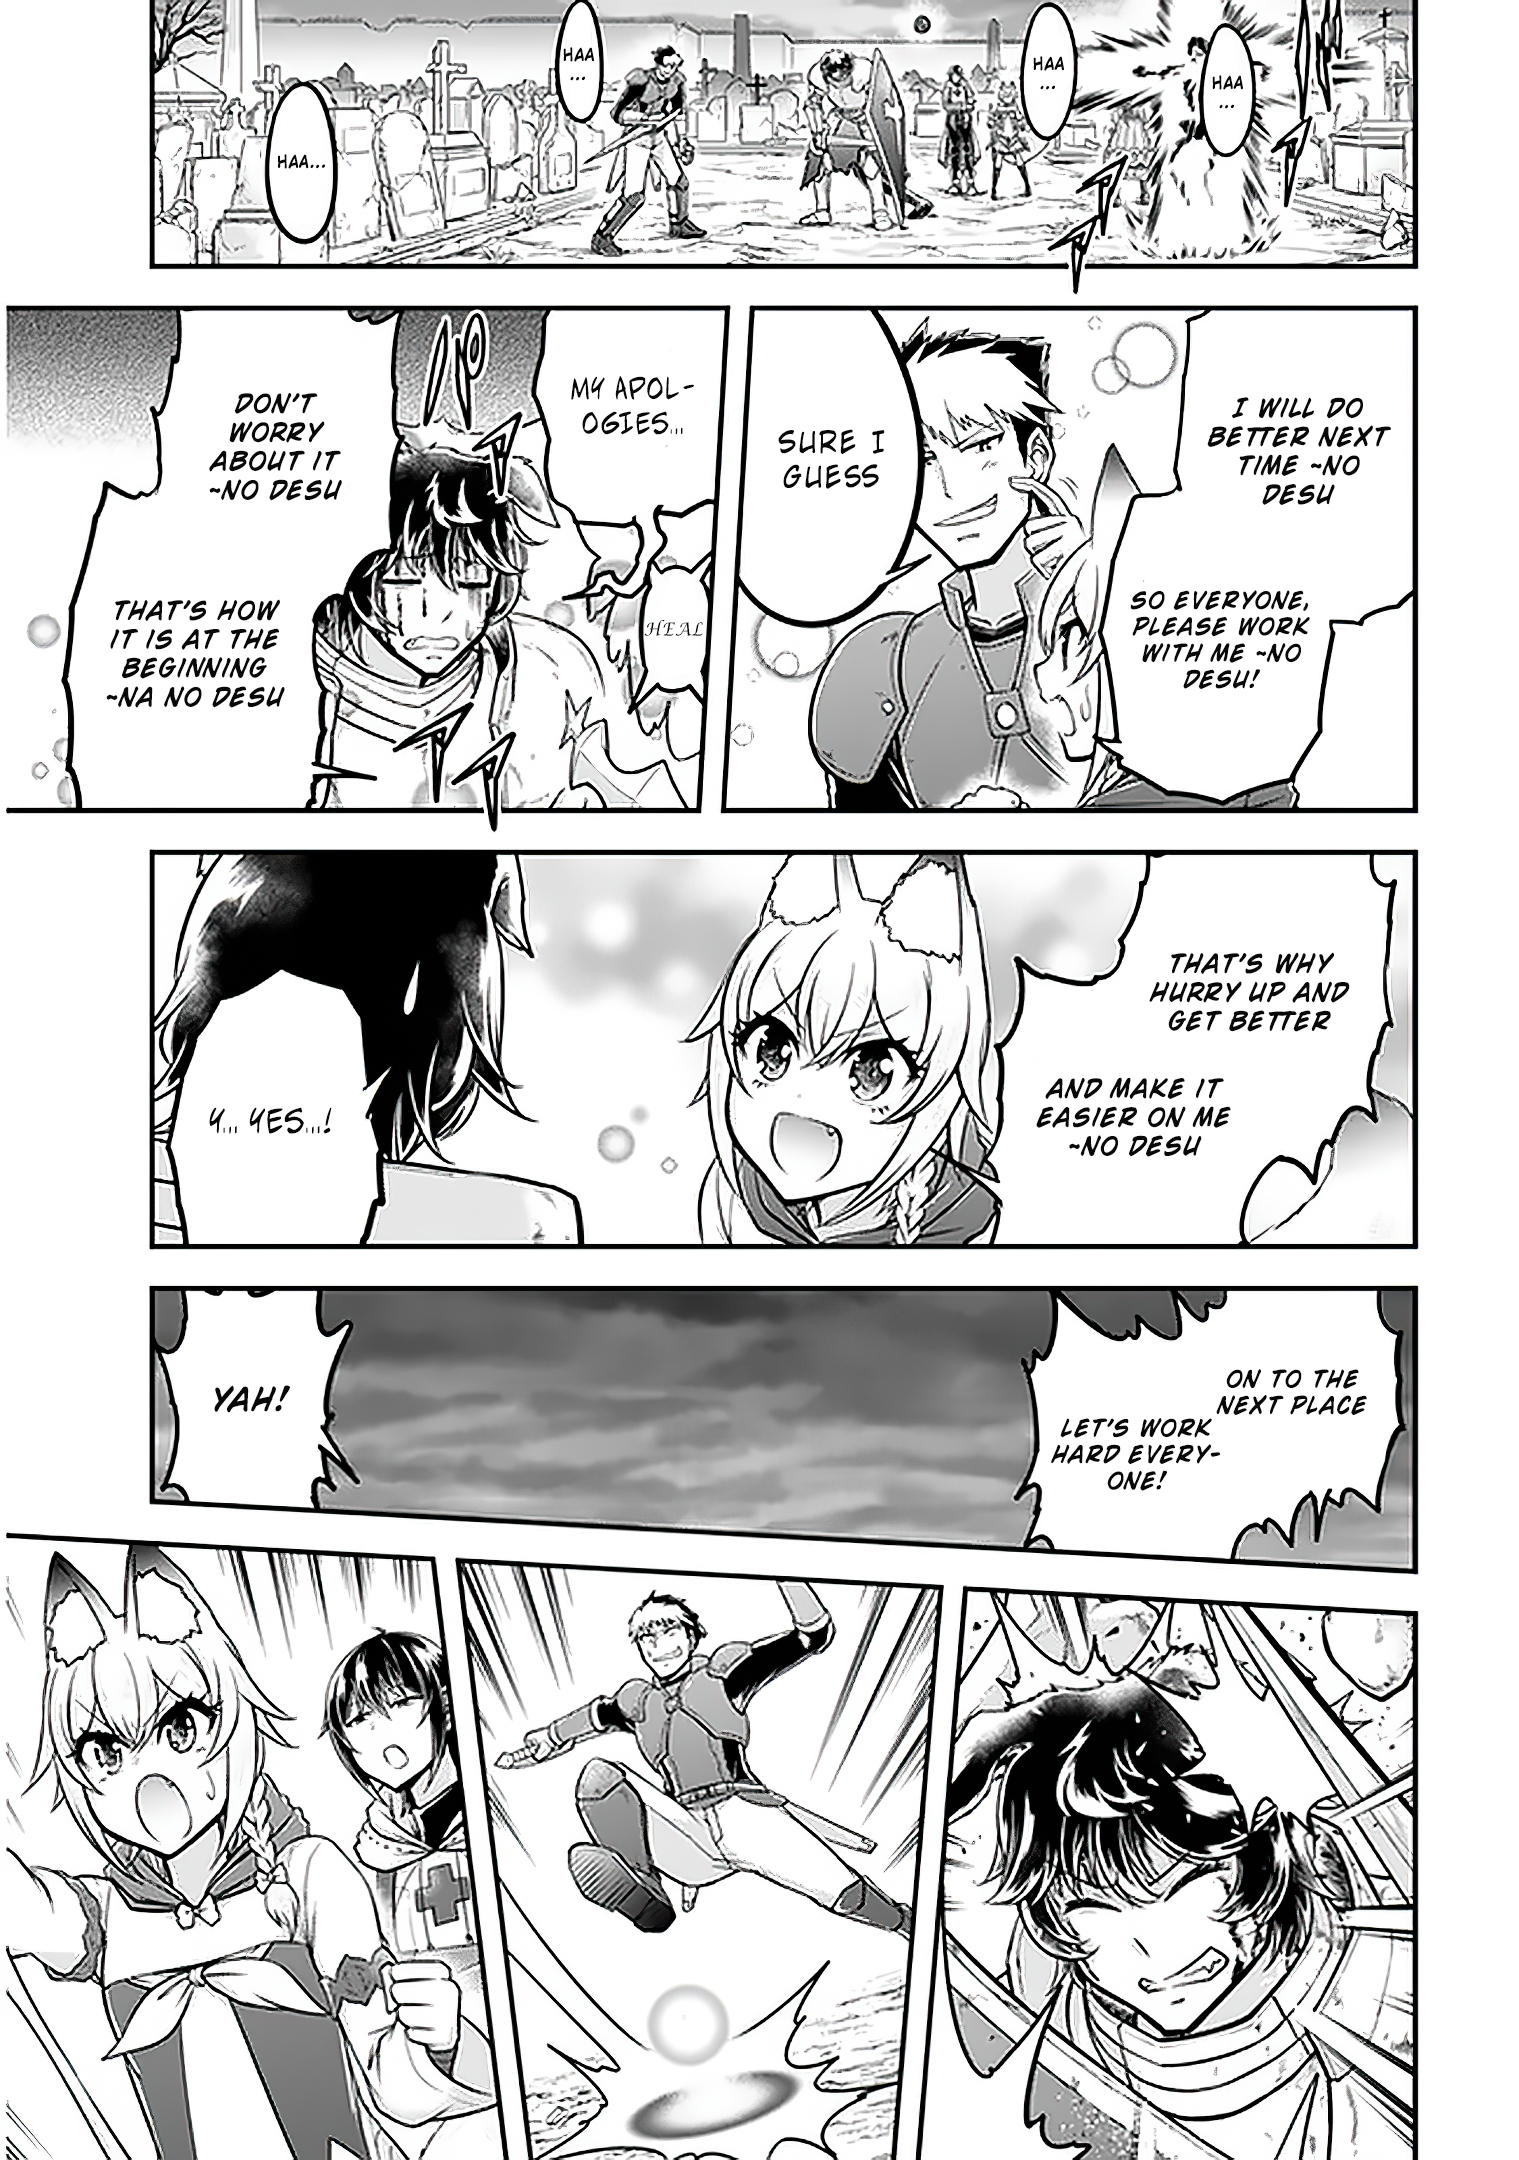 HAA
...
HAA
...
HAA
...
HAA...
I WILL DO
BETTER NEXT
TIME ~NO
DESU
SO EVERYONE,
PLEASE WORK
WITH ME ~NO
DESU!
SURE I
GUESS
MY APOL-
OGIES...
HEAL
DON'T
WORRY
ABOUT IT
~NO DESU
THAT'S HOW
IT IS AT THE
BEGINNING
~NA NO DESU
THAT'S WHY
HURRY UP AND
GET BETTER
AND MAKE IT
EASIER ON ME
~NO DESU
Y... YES...!
ON TO THE
NEXT PLACE
LET'S WORK
HARD EVERY-
ONE!
YAH!